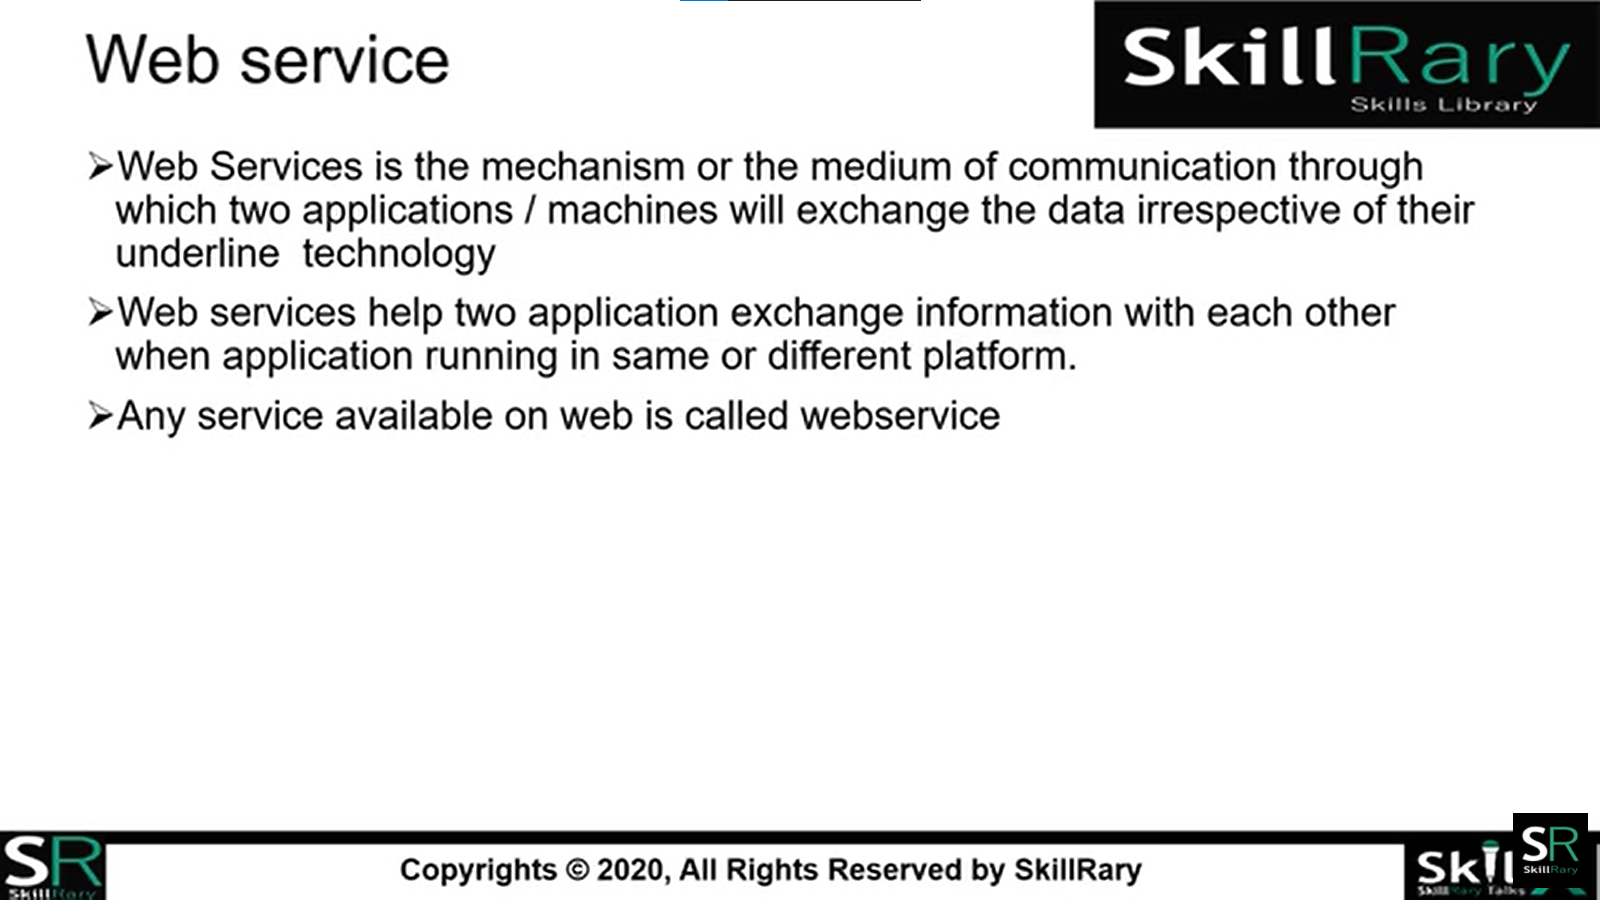 Web service
SkillRary
Skills Library
➢Web Services is the mechanism or the medium of communication through
which two applications / machines will exchange the data irrespective of their
underline technology
➢Web services help two application exchange information with each other
when application running in same or different platform.
➢Any service available on web is called webservice
SR
SkillRary
Copyrights © 2020, All Rights Reserved by SkillRary
Skil
SkillRary Talks
SR
SkillRary